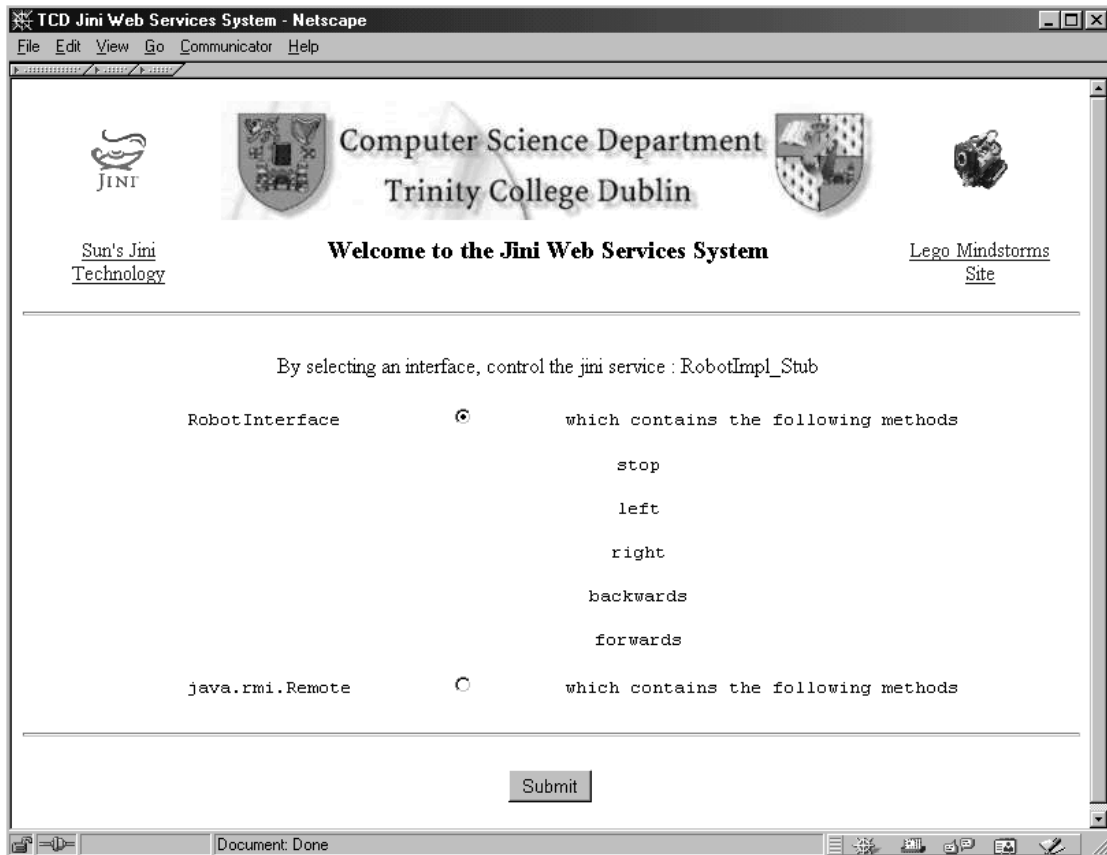 TCD Jini Web Services System - Netscape
File Edit View Go Communicator Help
JINI
Computer Science Department
Trinity College Dublin
Sun's Jini
Technology
Welcome to the Jini Web Services System
Lego Mindstorms
Site
By selecting an interface, control the jini service : RobotImpl_Stub
RobotInterface which contains the following methods
stop
left
right
backwards
forwards
java.rmi.Remote which contains the following methods
Submit
Document: Done